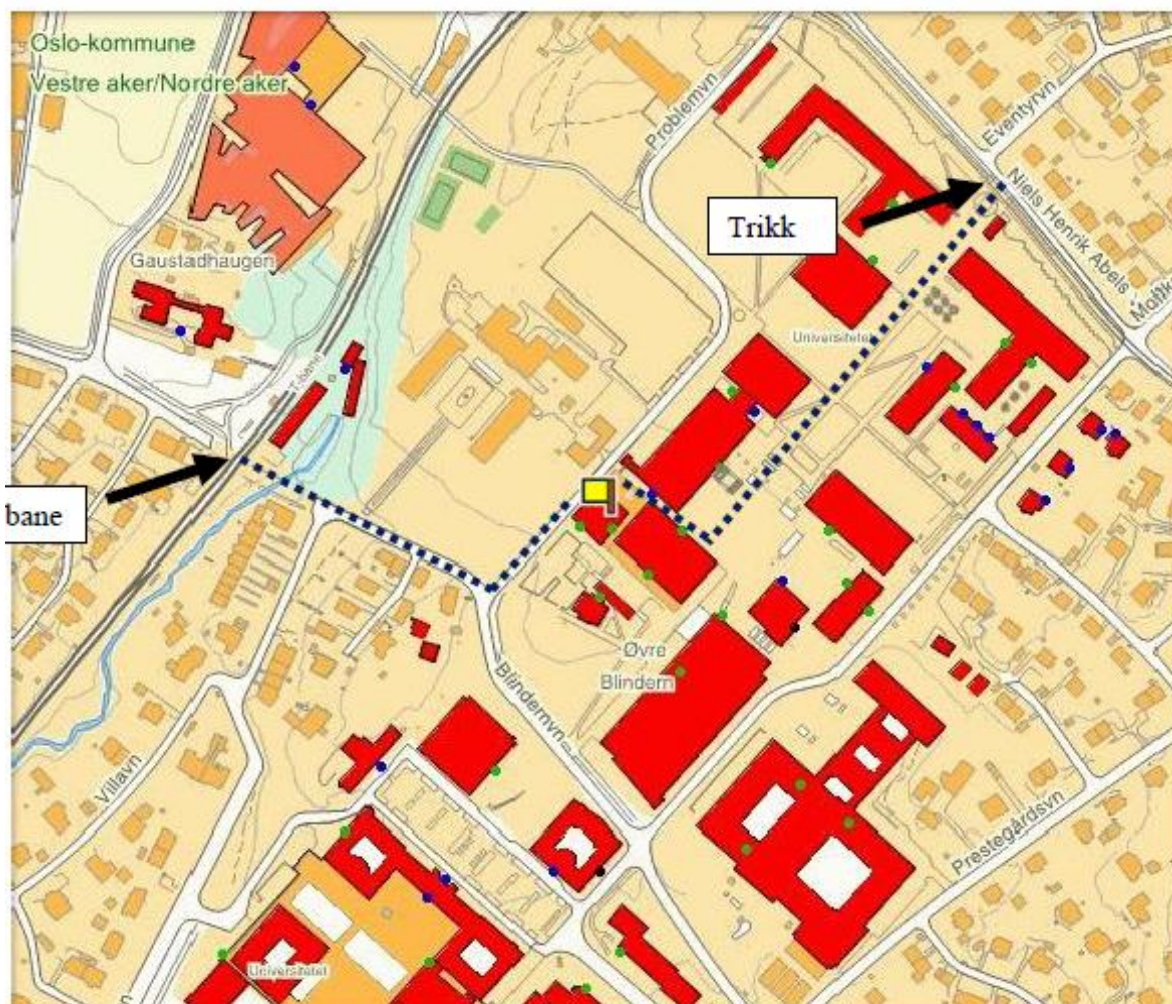 Oslo-kommune
Vestre aker/Nordre aker
Problemvn
Eventyrvn
Niels Henrik Abels
Trikk
Gaustadhaugen
Universitetet
T-bane
bane
Øvre
Blindern
Blindernvn
Villavn
Prestegårdsvn
Universitetet